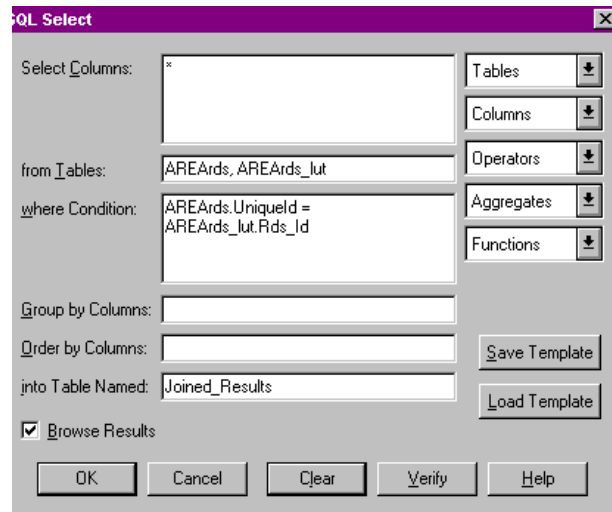 SQL Select
Select Columns:
*
Tables
Columns
Operators
Aggregates
Functions
from Tables:
AREArds, AREArds_lut
where Condition:
AREArds.UniqueId =
AREArds_lut.Rds_Id
Group by Columns:
Order by Columns:
into Table Named:
Joined_Results
Save Template
Load Template
Browse Results
OK
Cancel
Clear
Verify
Help